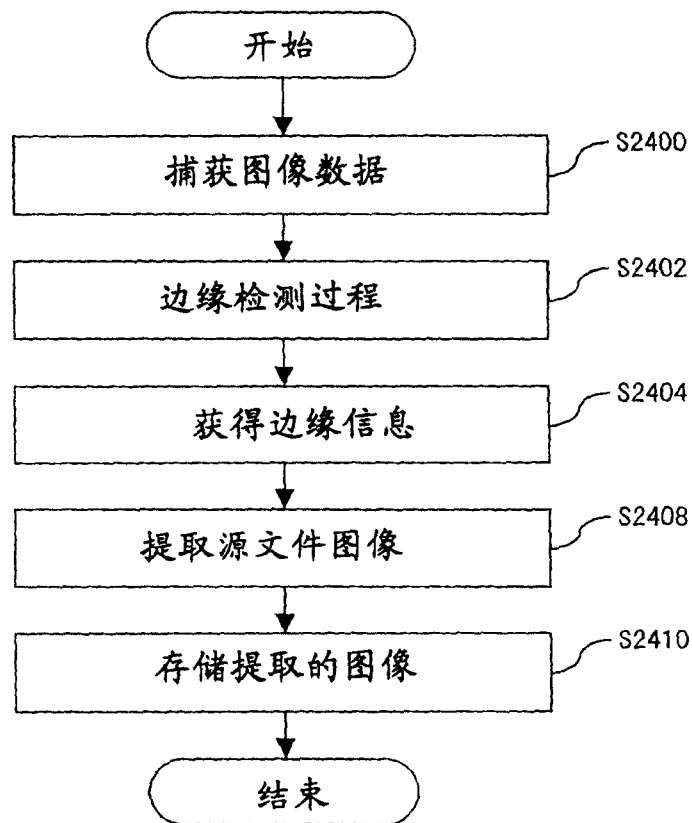 开始
捕获图像数据
S2400
边缘检测过程
S2402
获得边缘信息
S2404
提取源文件图像
S2408
存储提取的图像
S2410
结束